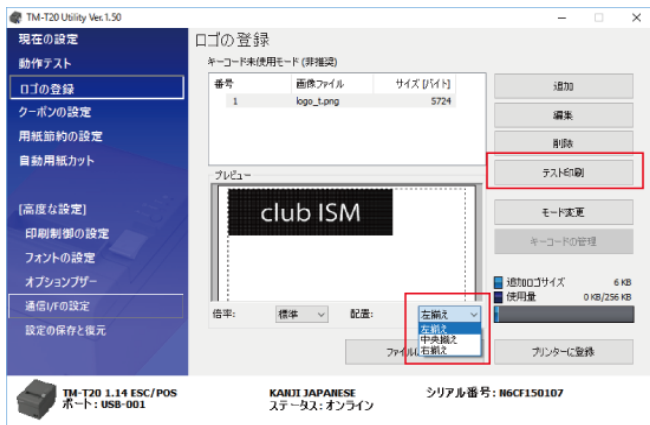 TM-T20 Utility Ver.1.50
現在の設定
動作テスト
ロゴの登録
クーポンの設定
用紙節約の設定
自動用紙カット
[高度な設定]
印刷制御の設定
フォントの設定
オプションブザー
通信I/Fの設定
設定の保存と復元
ロゴの登録
キーコード未使用モード (非推奨)
番号 画像ファイル サイズ [バイト]
1 logo_t.png 5724
追加
編集
削除
テスト印刷
モード変更
キーコードの管理
プレビュー
club ISM
追加ロゴサイズ 6 KB
使用量 0 KB/256 KB
倍率: 標準 配置: 左揃え
左揃え
中央揃え
右揃え
ファイルに
プリンターに登録
TM-T20 1.14 ESC/POS
ポート: USB-001
KANJI JAPANESE
ステータス: オンライン
シリアル番号: N6CF150107